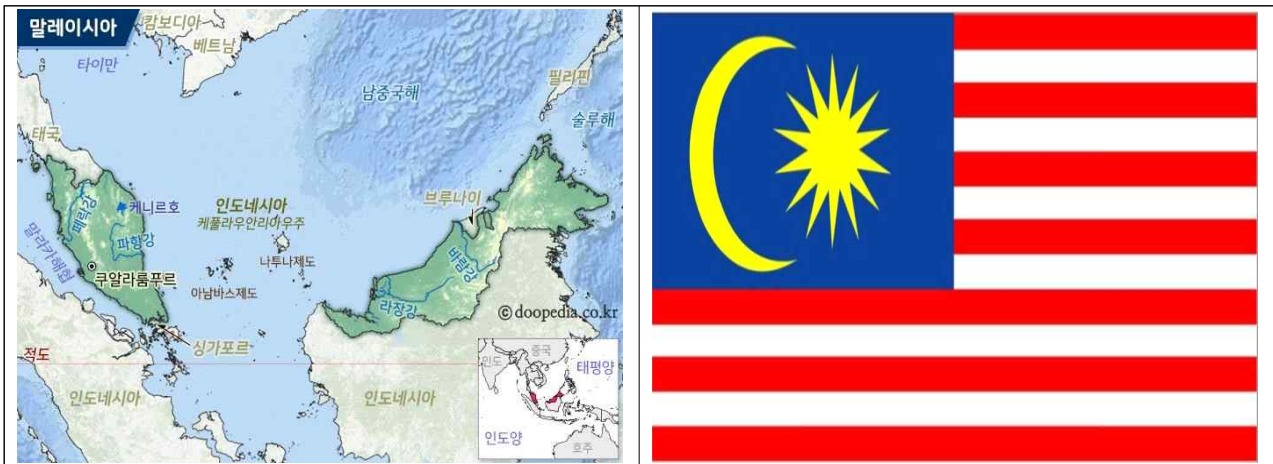 말레이시아
캄보디아
베트남
타이만
필리핀
남중국해
술루해
태국
케니르호
페락강
인도네시아
케풀라우안리아우주
브루나이
파항강
말라카해협
나투나제도
바람강
쿠알라룸푸르
아남바스제도
라장강
©doopedia.co.kr
싱가포르
적도
인도네시아
인도네시아
중국
인도
태평양
인도양
호주